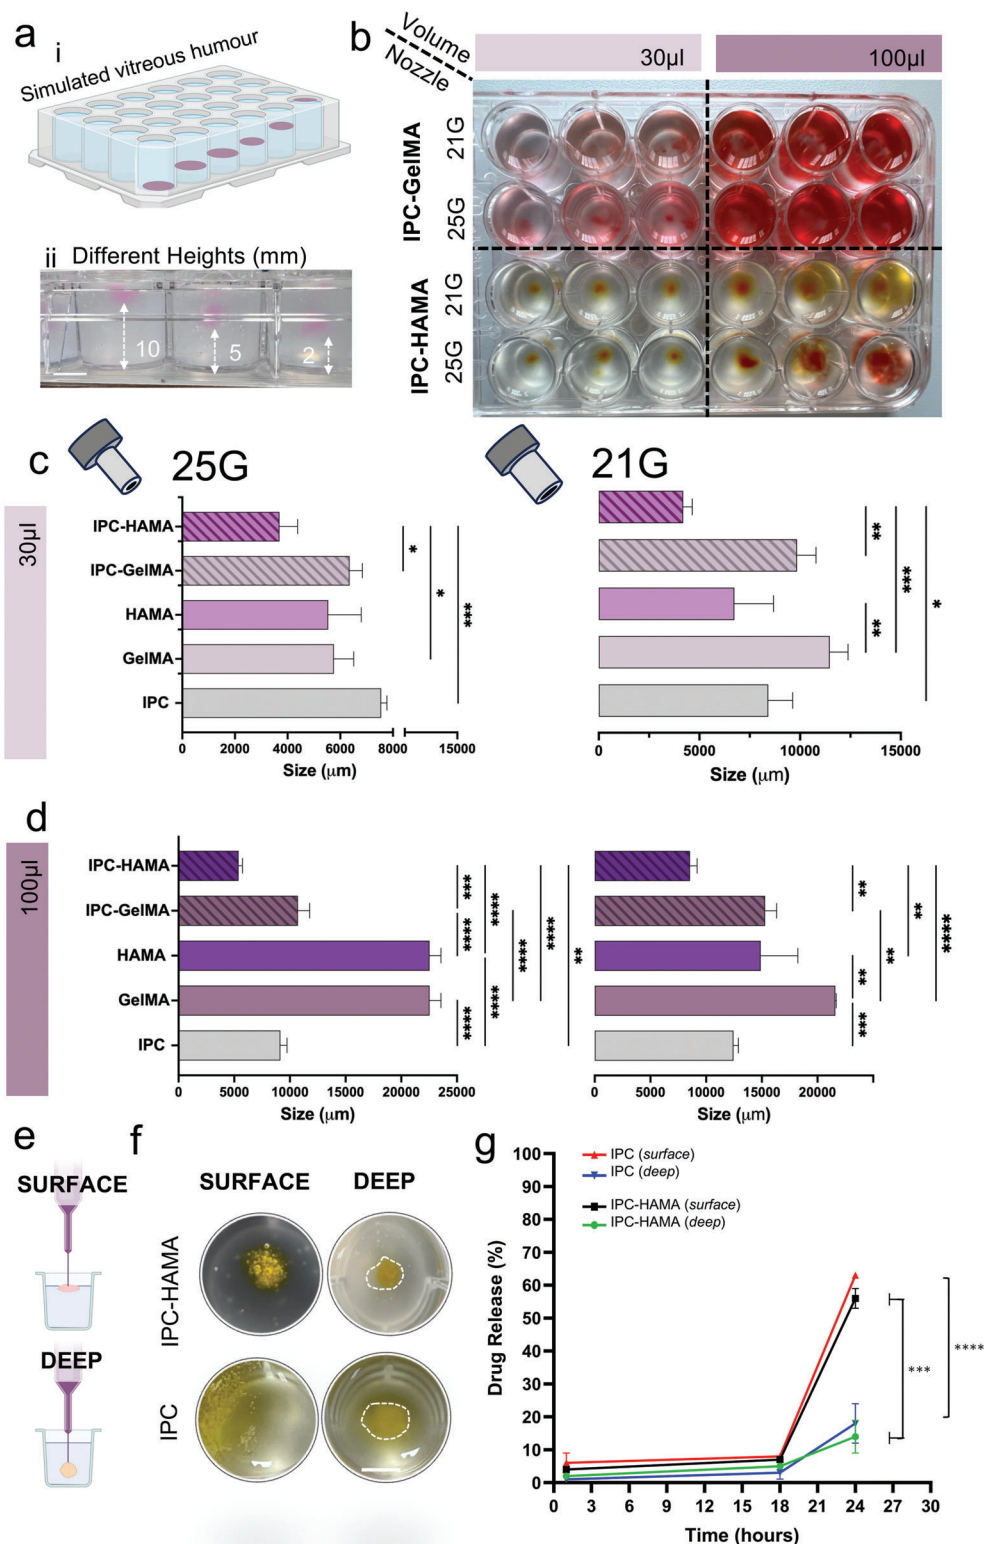 a
i
Simulated vitreous humour
ii Different Heights (mm)
10
5
2
b
Volume
Nozzle
30µl
100µl
IPC-GelMA
21G
25G
IPC-HAMA
21G
25G
c
25G
21G
30µl
IPC-HAMA
IPC-GelMA
HAMA
GelMA
IPC
0 2000 4000 6000 8000 15000
Size (µm)
*
*
***
0 5000 10000 15000
Size (µm)
**
**
***
*
d
100µl
IPC-HAMA
IPC-GelMA
HAMA
GelMA
IPC
0 5000 10000 15000 20000 25000
Size (µm)
***
****
****
****
****
****
****
**
0 5000 10000 15000 20000
Size (µm)
**
**
***
**
**
****
e
SURFACE
DEEP
f
SURFACE DEEP
IPC-HAMA
IPC
g
IPC (surface)
IPC (deep)
IPC-HAMA (surface)
IPC-HAMA (deep)
Drug Release (%)
100
90
80
70
60
50
40
30
20
10
0
0 3 6 9 12 15 18 21 24 27 30
Time (hours)
***
****